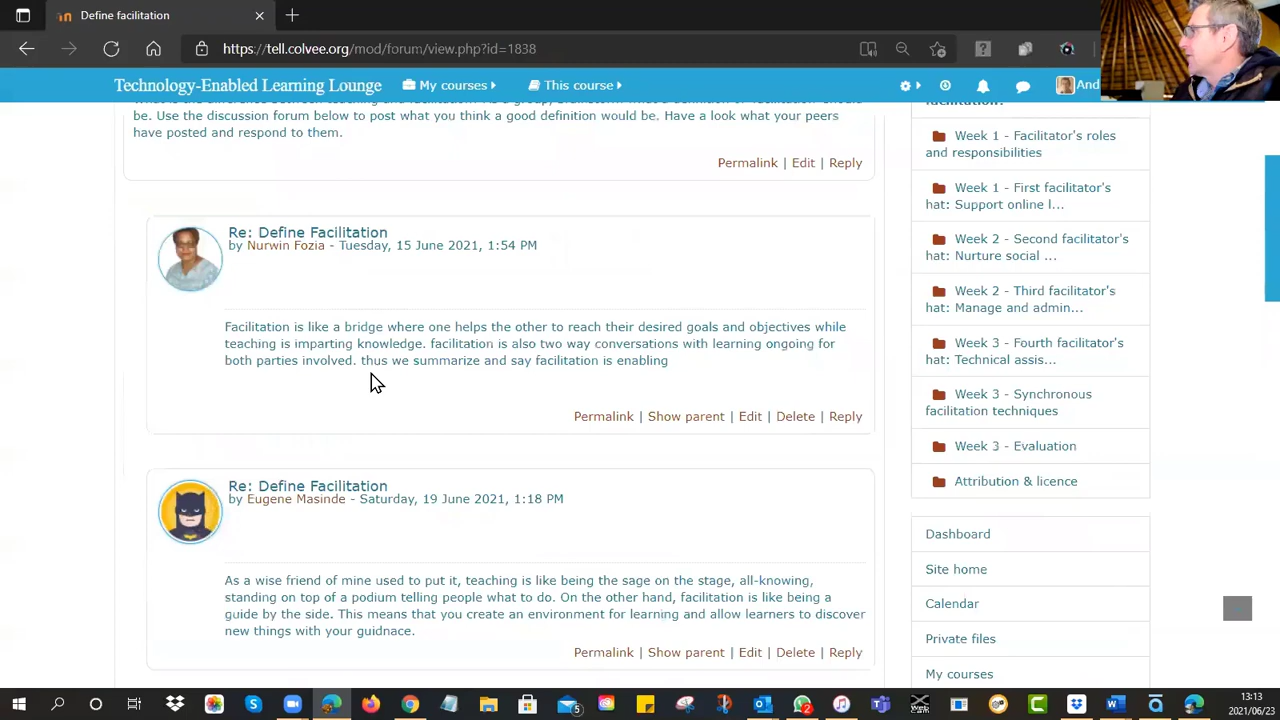 Define facilitation
https://tell.colvee.org/mod/forum/view.php?id=1838
Technology-Enabled Learning Lounge
My courses
This course
And
be. Use the discussion forum below to post what you think a good definition would be. Have a look what your peers
have posted and respond to them.
Permalink | Edit | Reply
Re: Define Facilitation
by Nurwin Fozia - Tuesday, 15 June 2021, 1:54 PM
Facilitation is like a bridge where one helps the other to reach their desired goals and objectives while
teaching is imparting knowledge. facilitation is also two way conversations with learning ongoing for
both parties involved. thus we summarize and say facilitation is enabling
Permalink | Show parent | Edit | Delete | Reply
Re: Define Facilitation
by Eugene Masinde - Saturday, 19 June 2021, 1:18 PM
As a wise friend of mine used to put it, teaching is like being the sage on the stage, all-knowing,
standing on top of a podium telling people what to do. On the other hand, facilitation is like being a
guide by the side. This means that you create an environment for learning and allow learners to discover
new things with your guidnace.
Permalink | Show parent | Edit | Delete | Reply
facilitation?
Week 1 - Facilitator's roles
and responsibilities
Week 1 - First facilitator's
hat: Support online l...
Week 2 - Second facilitator's
hat: Nurture social ...
Week 2 - Third facilitator's
hat: Manage and admin...
Week 3 - Fourth facilitator's
hat: Technical assis...
Week 3 - Synchronous
facilitation techniques
Week 3 - Evaluation
Attribution & licence
Dashboard
Site home
Calendar
Private files
My courses
13:13
2021/06/23